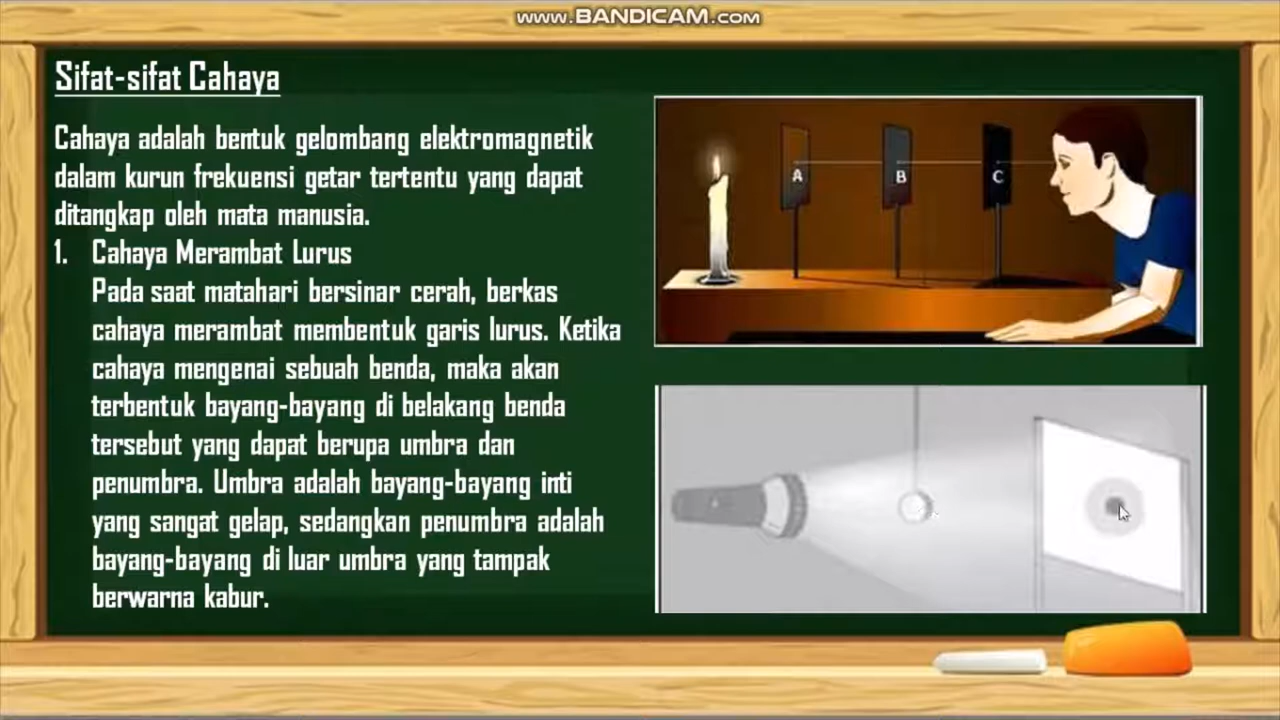 www.BANDICAM.com
Sifat-sifat Cahaya
Cahaya adalah bentuk gelombang elektromagnetik
dalam kurun frekuensi getar tertentu yang dapat
ditangkap oleh mata manusia.
1. Cahaya Merambat Lurus
Pada saat matahari bersinar cerah, berkas
cahaya merambat membentuk garis lurus. Ketika
cahaya mengenai sebuah benda, maka akan
terbentuk bayang-bayang di belakang benda
tersebut yang dapat berupa umbra dan
penumbra. Umbra adalah bayang-bayang inti
yang sangat gelap, sedangkan penumbra adalah
bayang-bayang di luar umbra yang tampak
berwarna kabur.
A B C